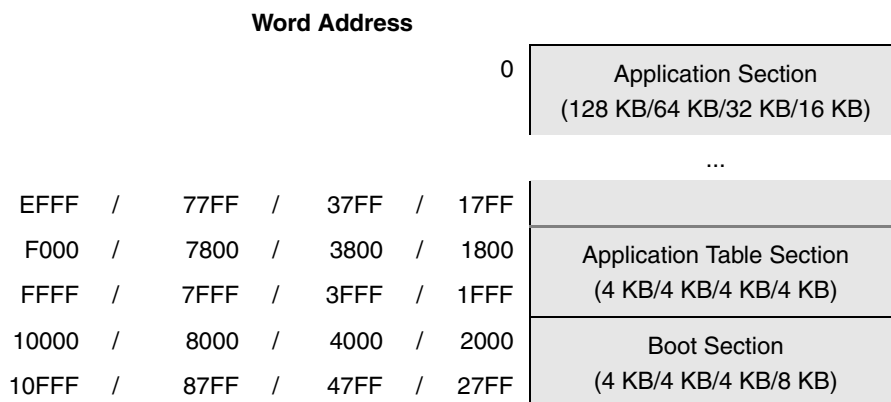 Word Address
0
Application Section
(128 KB/64 KB/32 KB/16 KB)
...
EFFF / 77FF / 37FF / 17FF
F000 / 7800 / 3800 / 1800
Application Table Section
(4 KB/4 KB/4 KB/4 KB)
FFFF / 7FFF / 3FFF / 1FFF
10000 / 8000 / 4000 / 2000
Boot Section
(4 KB/4 KB/4 KB/8 KB)
10FFF / 87FF / 47FF / 27FF